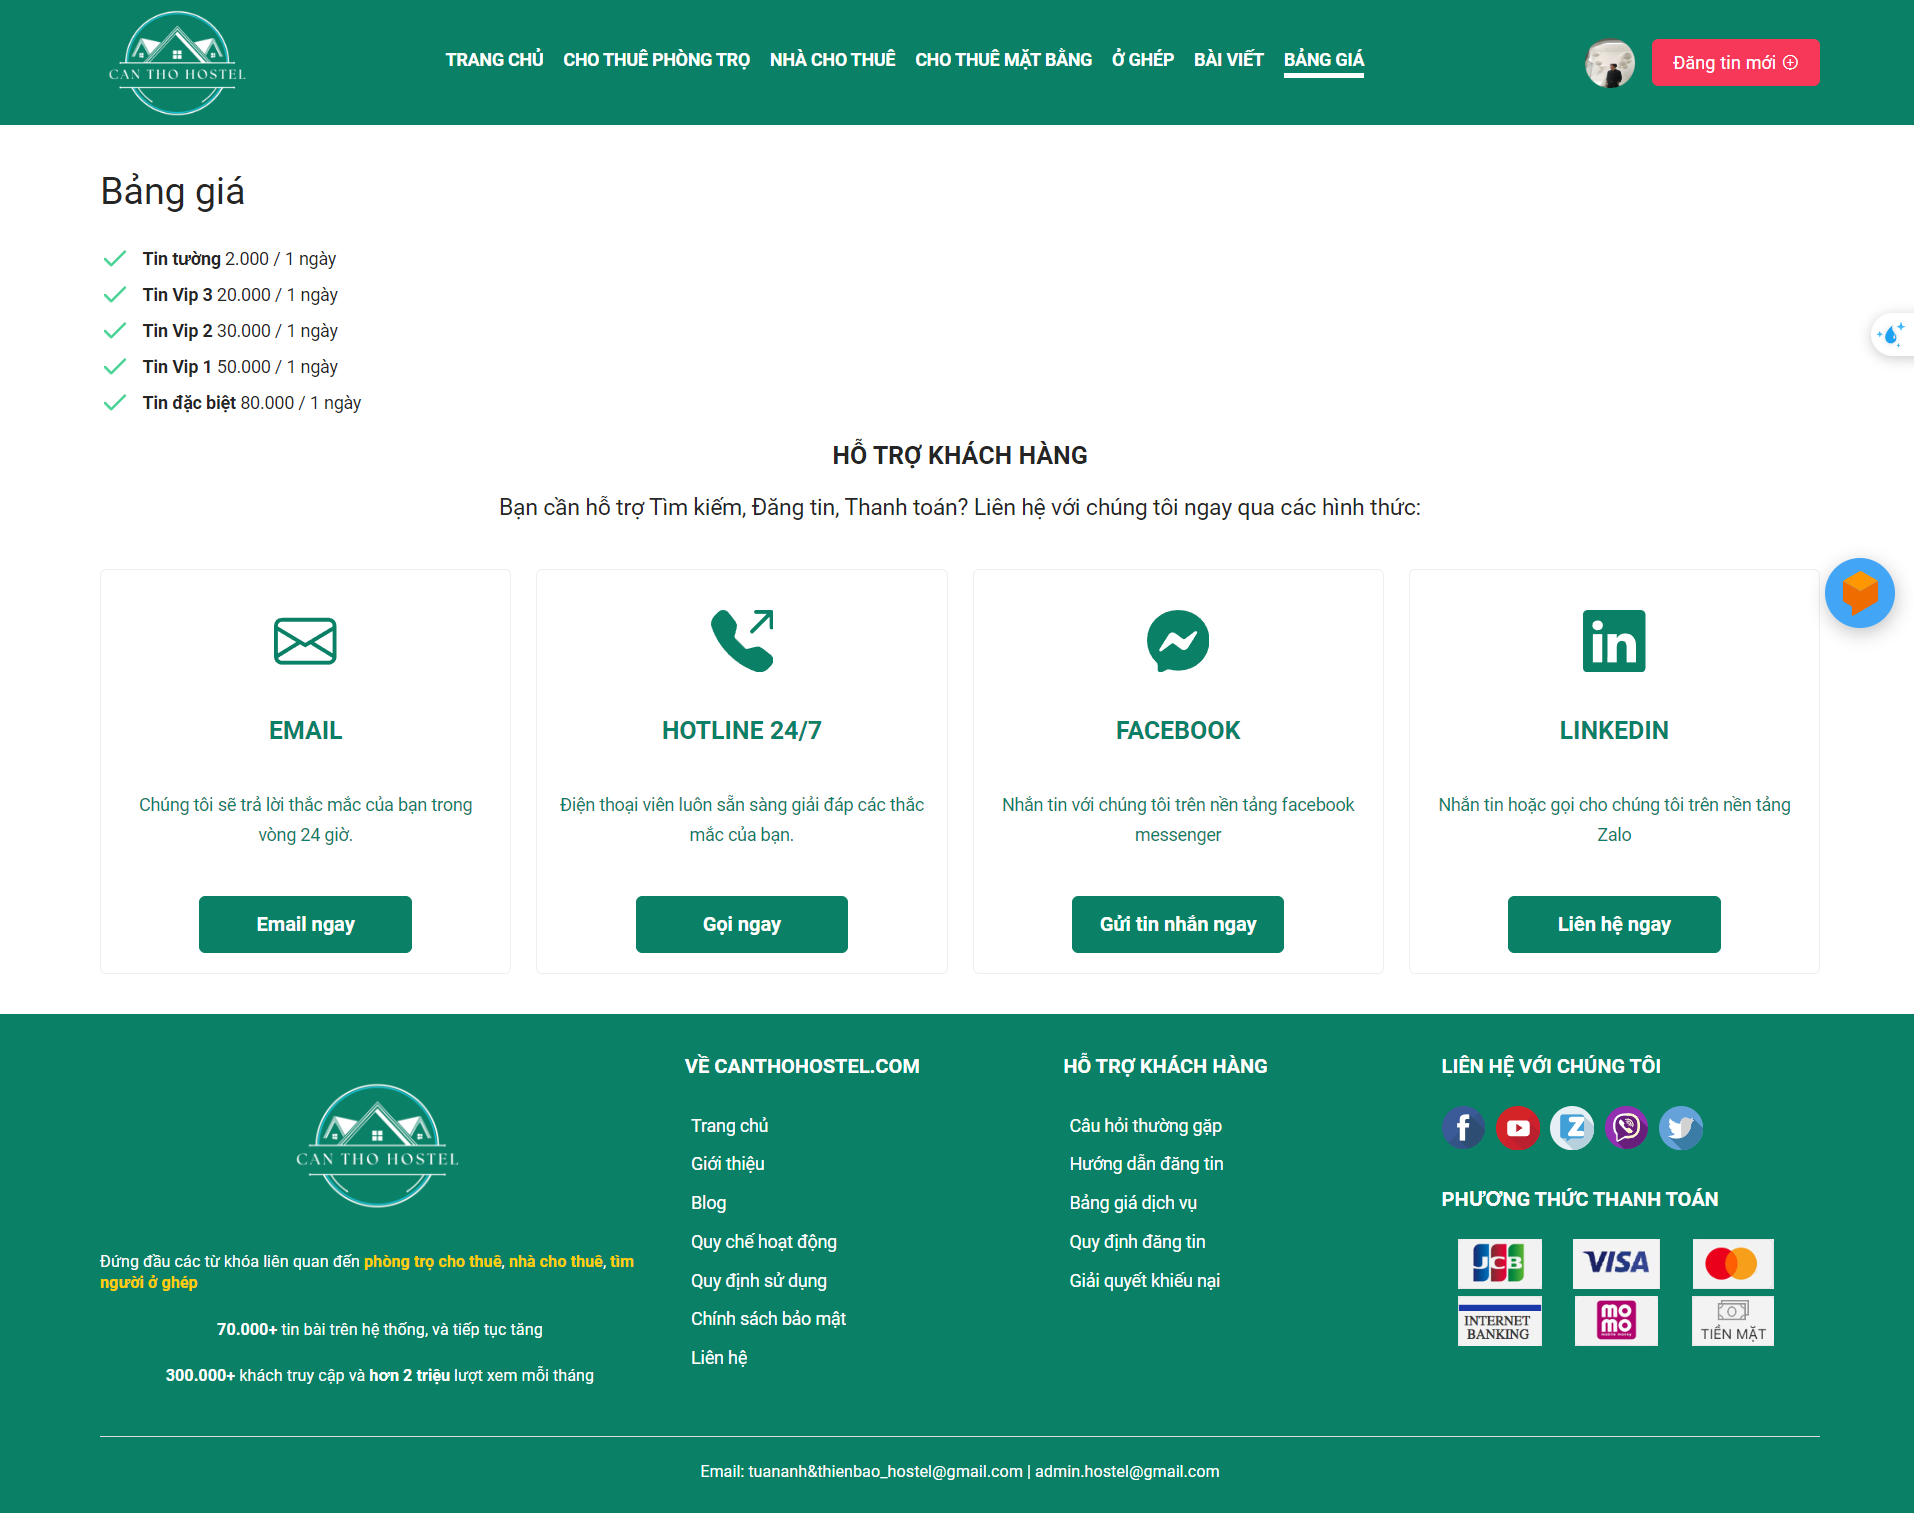 CAN THO HOSTEL
TRANG CHỦ CHO THUÊ PHÒNG TRỌ NHÀ CHO THUÊ CHO THUÊ MẶT BẰNG Ở GHÉP BÀI VIẾT BẢNG GIÁ
Đăng tin mới
Bảng giá
Tin tường 2.000 / 1 ngày
Tin Vip 3 20.000 / 1 ngày
Tin Vip 2 30.000 / 1 ngày
Tin Vip 1 50.000 / 1 ngày
Tin đặc biệt 80.000 / 1 ngày
HỖ TRỢ KHÁCH HÀNG
Bạn cần hỗ trợ Tìm kiếm, Đăng tin, Thanh toán? Liên hệ với chúng tôi ngay qua các hình thức:
EMAIL
Chúng tôi sẽ trả lời thắc mắc của bạn trong
vòng 24 giờ.
Email ngay
HOTLINE 24/7
Điện thoại viên luôn sẵn sàng giải đáp các thắc
mắc của bạn.
Gọi ngay
FACEBOOK
Nhắn tin với chúng tôi trên nền tảng facebook
messenger
Gửi tin nhắn ngay
LINKEDIN
Nhắn tin hoặc gọi cho chúng tôi trên nền tảng
Zalo
Liên hệ ngay
CAN THO HOSTEL
Đứng đầu các từ khóa liên quan đến phòng trọ cho thuê, nhà cho thuê, tìm
người ở ghép
70.000+ tin bài trên hệ thống, và tiếp tục tăng
300.000+ khách truy cập và hơn 2 triệu lượt xem mỗi tháng
VỀ CANTHOHOSTEL.COM
Trang chủ
Giới thiệu
Blog
Quy chế hoạt động
Quy định sử dụng
Chính sách bảo mật
Liên hệ
HỖ TRỢ KHÁCH HÀNG
Câu hỏi thường gặp
Hướng dẫn đăng tin
Bảng giá dịch vụ
Quy định đăng tin
Giải quyết khiếu nại
LIÊN HỆ VỚI CHÚNG TÔI
PHƯƠNG THỨC THANH TOÁN
JCB VISA
INTERNET
BANKING
mo
mo
mobile money
TIỀN MẶT
Email: tuananh&thienbao_hostel@gmail.com | admin.hostel@gmail.com